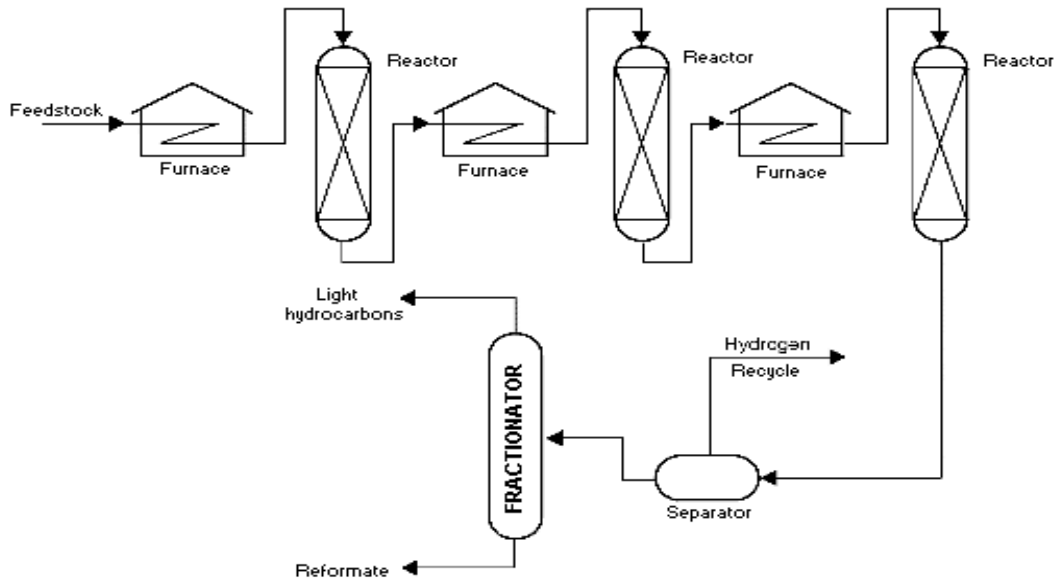 Reactor
Reactor
Reactor
Feedstock
Furnace
Furnace
Furnace
Light
hydrocarbons
FRACTIONATOR
Hydrogen
Recycle
Separator
Reformate